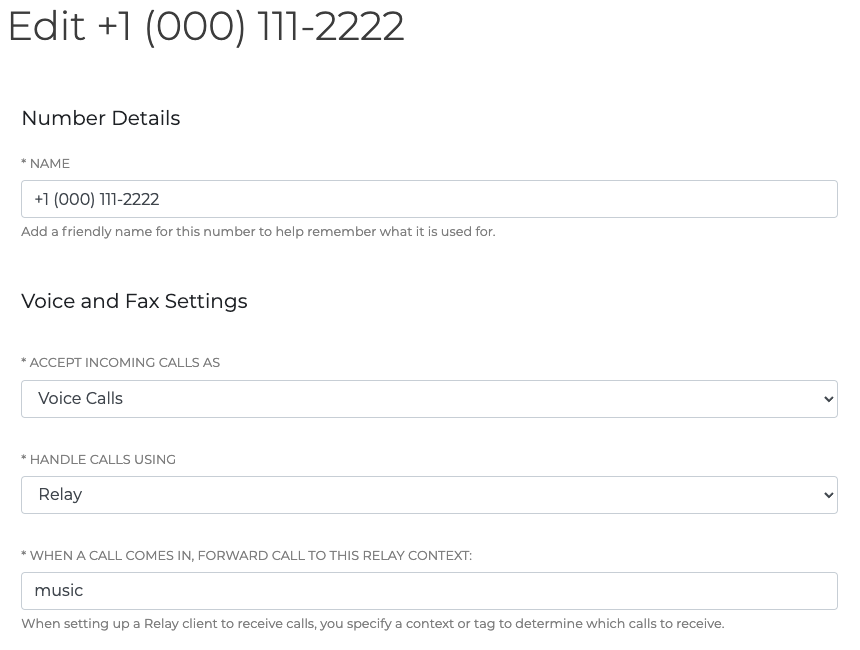 Edit +1 (000) 111-2222
Number Details
* NAME
+1 (000) 111-2222
Add a friendly name for this number to help remember what it is used for.
Voice and Fax Settings
* ACCEPT INCOMING CALLS AS
Voice Calls
* HANDLE CALLS USING
Relay
* WHEN A CALL COMES IN, FORWARD CALL TO THIS RELAY CONTEXT:
music
When setting up a Relay client to receive calls, you specify a context or tag to determine which calls to receive.